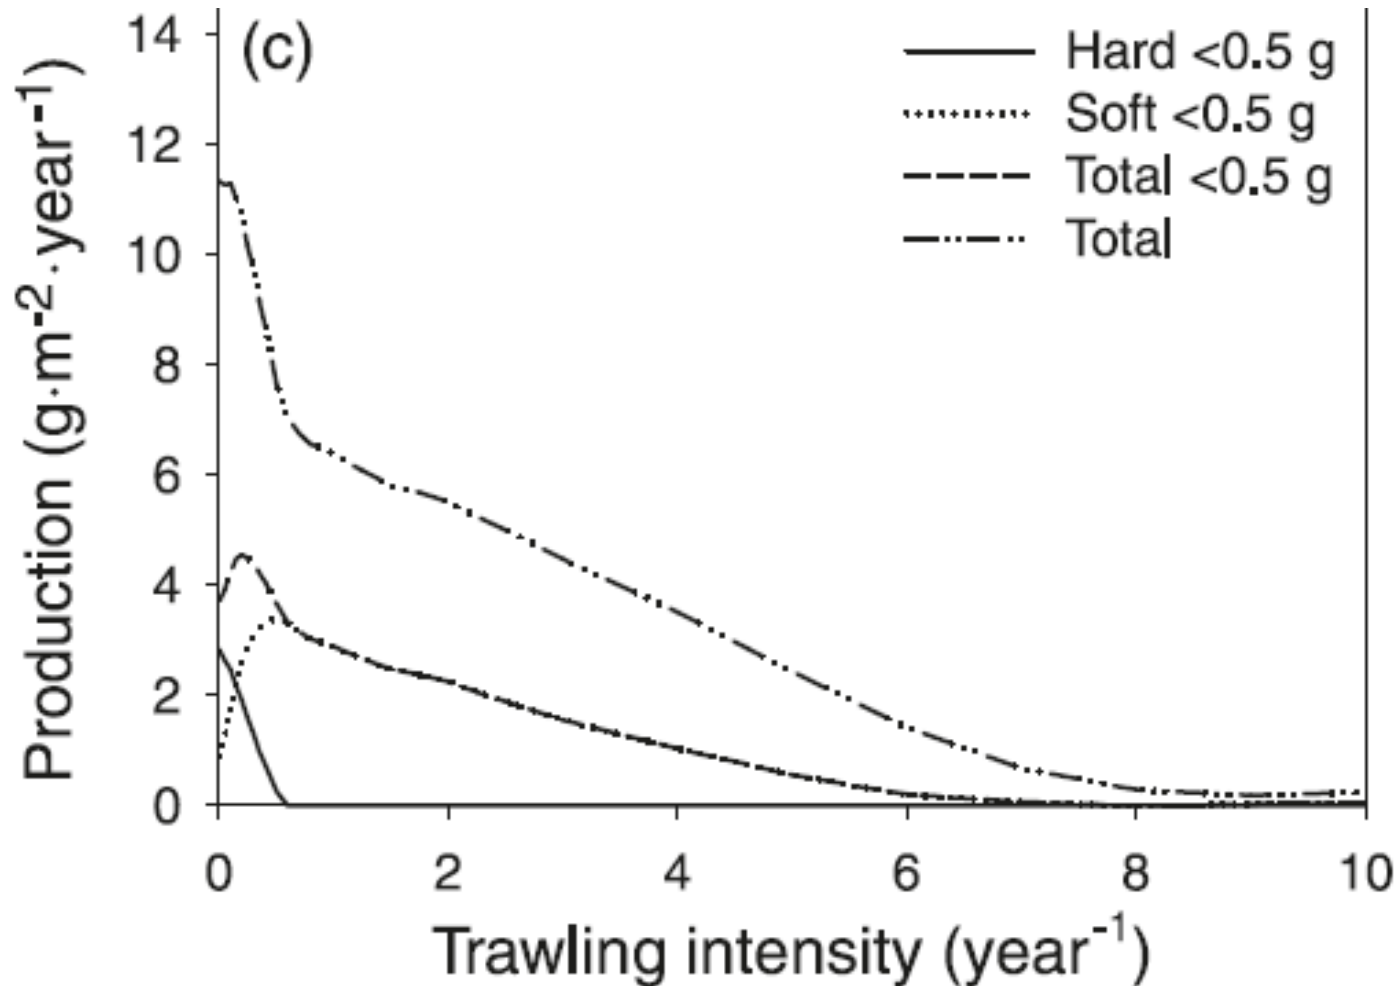 (c)
Hard <0.5 g
Soft <0.5 g
Total <0.5 g
Total
Production (g·m⁻²·year⁻¹)
14
12
10
8
6
4
2
0
0 2 4 6 8 10
Trawling intensity (year⁻¹)